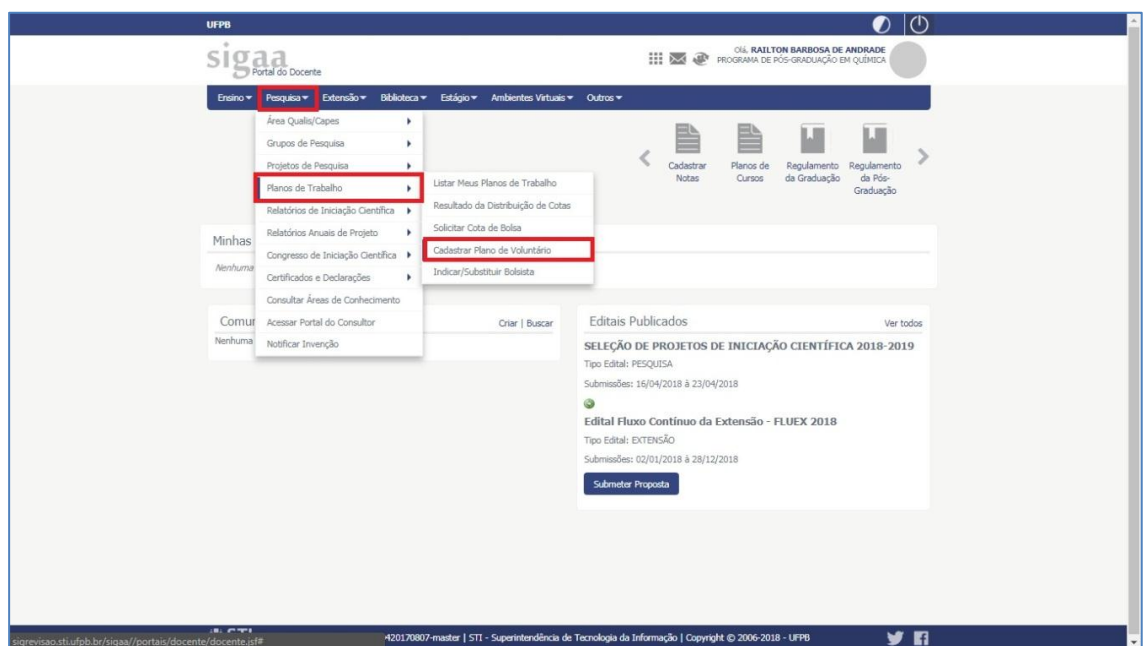 UFPB
sigaa
Portal do Docente
Olá, RAILTON BARBOSA DE ANDRADE
PROGRAMA DE PÓS-GRADUAÇÃO EM QUÍMICA
Ensino Pesquisa Extensão Biblioteca Estágio Ambientes Virtuais Outros
Área Qualis/Capes
Grupos de Pesquisa
Projetos de Pesquisa
Planos de Trabalho
Relatórios de Iniciação Científica
Relatórios Anuais de Projeto
Congresso de Iniciação Científica
Certificados e Declarações
Consultar Áreas de Conhecimento
Acessar Portal do Consultor
Notificar Invenção
Listar Meus Planos de Trabalho
Resultado da Distribuição de Cotas
Solicitar Cota de Bolsa
Cadastrar Plano de Voluntário
Indicar/Substituir Bolsista
Cadastrar
Notas
Planos de
Cursos
Regulamento
da Graduação
Regulamento
da Pós-
Graduação
Minhas
Nenhuma
Comun
Criar | Buscar
Nenhuma
Editais Publicados
Ver todos
SELEÇÃO DE PROJETOS DE INICIAÇÃO CIENTÍFICA 2018-2019
Tipo Edital: PESQUISA
Submissões: 16/04/2018 à 23/04/2018
Edital Fluxo Contínuo da Extensão - FLUEX 2018
Tipo Edital: EXTENSÃO
Submissões: 02/01/2018 à 28/12/2018
Submeter Proposta
STI
sigrevisao.sti.ufpb.br/sigaa//portais/docente/docente.jsf#
v420170807-master | STI - Superintendência de Tecnologia da Informação | Copyright © 2006-2018 - UFPB